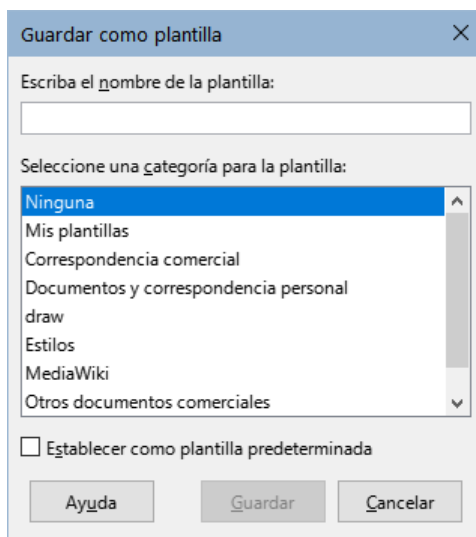 Guardar como plantilla
Escriba el nombre de la plantilla:
Seleccione una categoría para la plantilla:
Ninguna
Mis plantillas
Correspondencia comercial
Documentos y correspondencia personal
draw
Estilos
MediaWiki
Otros documentos comerciales
Establecer como plantilla predeterminada
Ayuda Guardar Cancelar